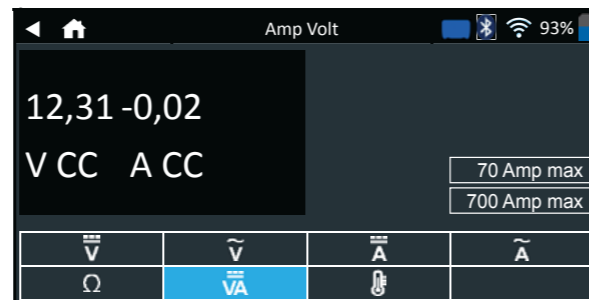 Amp Volt 93%
12,31 -0,02
V CC A CC
70 Amp max
700 Amp max
V V A A
Ω VA